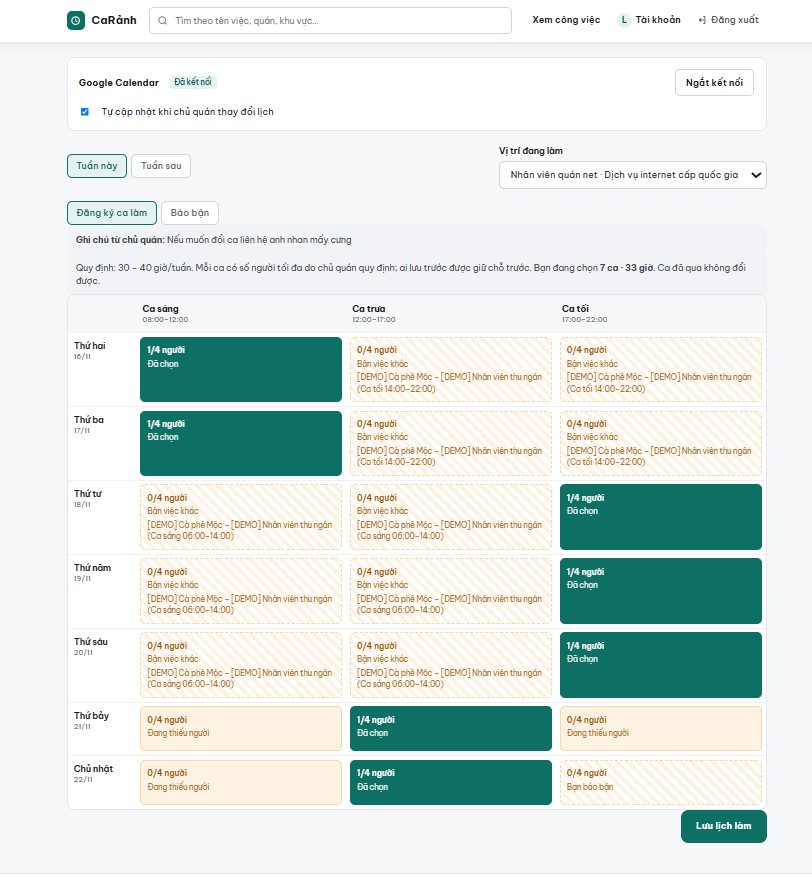 CaRảnh
Tìm theo tên việc, quán, khu vực...
Xem công việc
L Tài khoản
Đăng xuất
Google Calendar Đã kết nối
Ngắt kết nối
Tự cập nhật khi chủ quán thay đổi lịch
Tuần này
Tuần sau
Vị trí đang làm
Nhân viên quán net · Dịch vụ internet cấp quốc gia
Đăng ký ca làm
Báo bận
Ghi chú từ chủ quán: Nếu muốn đổi ca liên hệ anh nhan mấy cưng
Quy định: 30 – 40 giờ/tuần. Mỗi ca có số người tối đa do chủ quán quy định; ai lưu trước được giữ chỗ trước. Bạn đang chọn 7 ca · 33 giờ. Ca đã qua không đổi
được.
Ca sáng
08:00–12:00
Ca trưa
12:00–17:00
Ca tối
17:00–22:00
Thứ hai
16/11
1/4 người
Đã chọn
0/4 người
Bận việc khác
[DEMO] Cà phê Mộc – [DEMO] Nhân viên thu ngân
(Ca tối 14:00–22:00)
0/4 người
Bận việc khác
[DEMO] Cà phê Mộc – [DEMO] Nhân viên thu ngân
(Ca tối 14:00–22:00)
Thứ ba
17/11
1/4 người
Đã chọn
0/4 người
Bận việc khác
[DEMO] Cà phê Mộc – [DEMO] Nhân viên thu ngân
(Ca tối 14:00–22:00)
0/4 người
Bận việc khác
[DEMO] Cà phê Mộc – [DEMO] Nhân viên thu ngân
(Ca tối 14:00–22:00)
Thứ tư
18/11
0/4 người
Bận việc khác
[DEMO] Cà phê Mộc – [DEMO] Nhân viên thu ngân
(Ca sáng 06:00–14:00)
0/4 người
Bận việc khác
[DEMO] Cà phê Mộc – [DEMO] Nhân viên thu ngân
(Ca sáng 06:00–14:00)
1/4 người
Đã chọn
Thứ năm
19/11
0/4 người
Bận việc khác
[DEMO] Cà phê Mộc – [DEMO] Nhân viên thu ngân
(Ca sáng 06:00–14:00)
0/4 người
Bận việc khác
[DEMO] Cà phê Mộc – [DEMO] Nhân viên thu ngân
(Ca sáng 06:00–14:00)
1/4 người
Đã chọn
Thứ sáu
20/11
0/4 người
Bận việc khác
[DEMO] Cà phê Mộc – [DEMO] Nhân viên thu ngân
(Ca sáng 06:00–14:00)
0/4 người
Bận việc khác
[DEMO] Cà phê Mộc – [DEMO] Nhân viên thu ngân
(Ca sáng 06:00–14:00)
1/4 người
Đã chọn
Thứ bảy
21/11
0/4 người
Đang thiếu người
1/4 người
Đã chọn
0/4 người
Đang thiếu người
Chủ nhật
22/11
0/4 người
Đang thiếu người
1/4 người
Đã chọn
0/4 người
Bạn báo bận
Lưu lịch làm